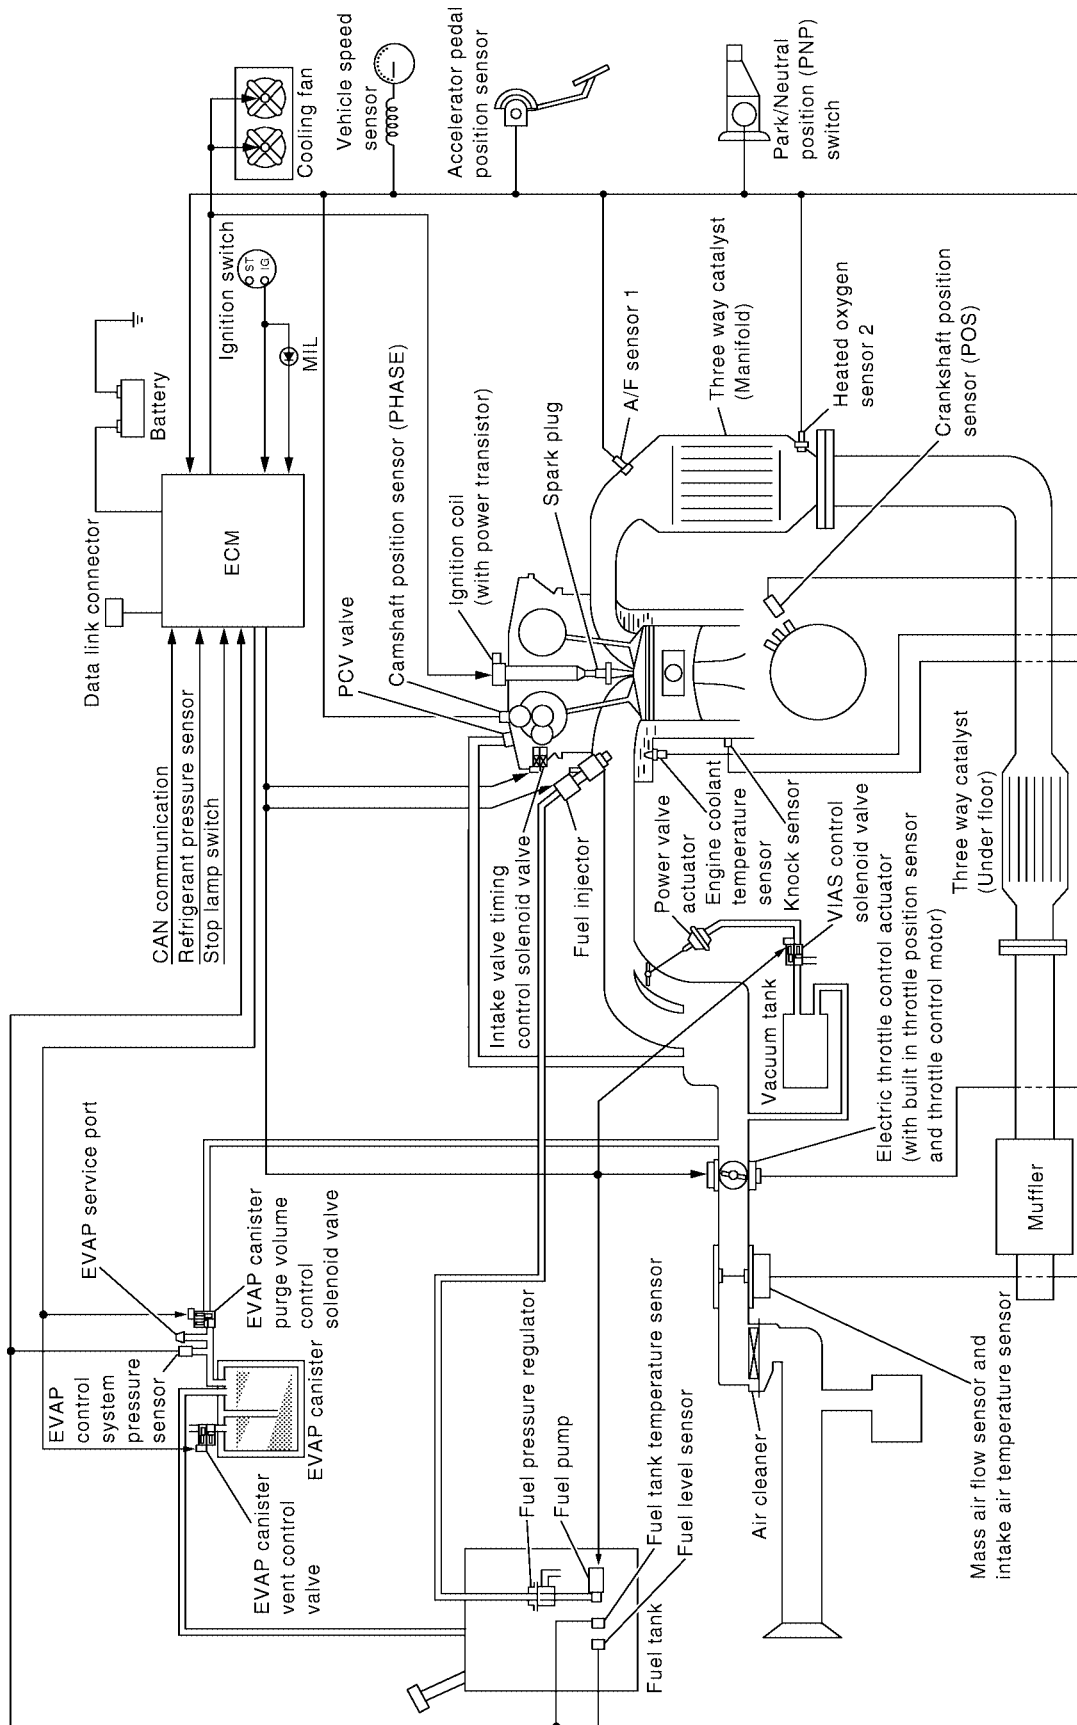 Cooling fan
Vehicle speed
sensor
Accelerator pedal
position sensor
Park/Neutral
position (PNP)
switch
Ignition switch
ST
IG
MIL
Battery
Data link connector
ECM
CAN communication
Refrigerant pressure sensor
Stop lamp switch
PCV valve
Camshaft position sensor (PHASE)
Ignition coil
(with power transistor)
Spark plug
A/F sensor 1
Three way catalyst
(Manifold)
Heated oxygen
sensor 2
Crankshaft position
sensor (POS)
Intake valve timing
control solenoid valve
Fuel injector
Power valve
actuator
Engine coolant
temperature
sensor
Knock sensor
VIAS control
solenoid valve
Three way catalyst
(Under floor)
Vacuum tank
Electric throttle control actuator
(with built in throttle position sensor
and throttle control motor)
Muffler
EVAP service port
EVAP canister
purge volume
control
solenoid valve
EVAP
control
system
pressure
sensor
EVAP canister
EVAP canister
vent control
valve
Fuel pressure regulator
Fuel pump
Fuel tank temperature sensor
Fuel level sensor
Fuel tank
Air cleaner
Mass air flow sensor and
intake air temperature sensor